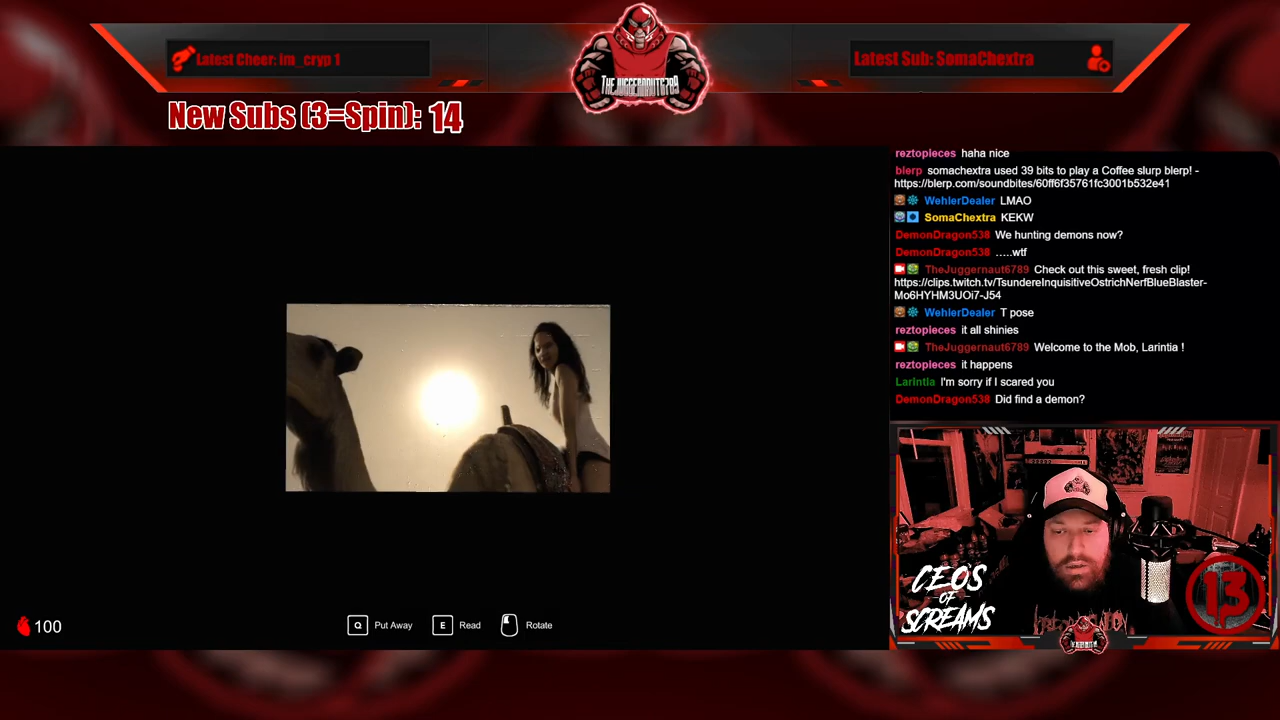 Latest Cheer: Im_cryp 1
THEJUGGERNAUT6789
Latest Sub: SomaChextra
New Subs (3=Spin): 14
reztopieces haha nice
blerp somachextra used 39 bits to play a Coffee slurp blerp! -
https://blerp.com/soundbites/60ff6f35761fc3001b532e41
WehlerDealer LMAO
SomaChextra KEKW
DemonDragon538 We hunting demons now?
DemonDragon538 .....wtf
TheJuggernaut6789 Check out this sweet, fresh clip!
https://clips.twitch.tv/TsundereInquisitiveOstrichNerfBlueBlaster-
Mo6HYHM3UOi7-J54
WehlerDealer T pose
reztopieces it all shinies
TheJuggernaut6789 Welcome to the Mob, Larintia !
reztopieces it happens
Larintia I'm sorry if I scared you
DemonDragon538 Did find a demon?
CEOS
OF
SCREAMS
13
100
Q Put Away E Read Rotate